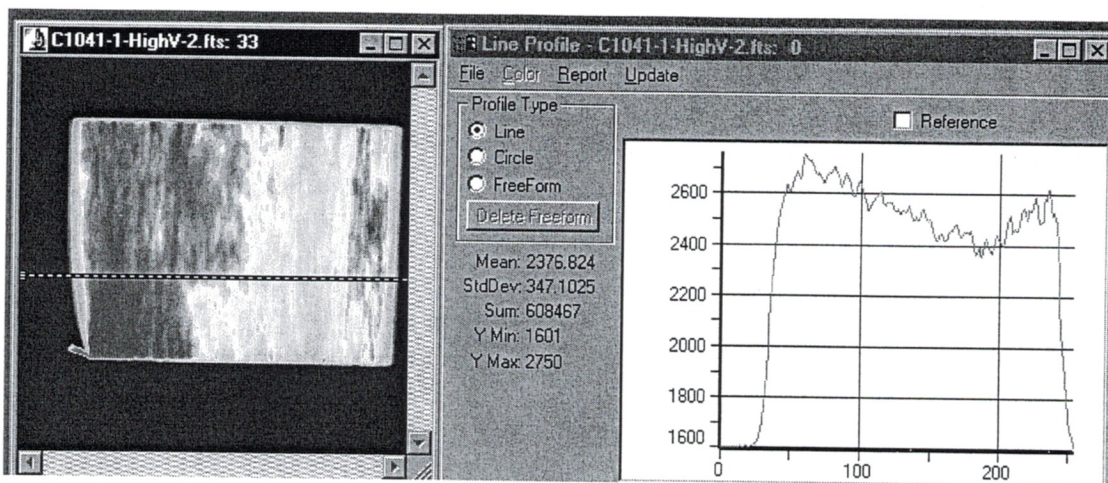 C1041-1-HighV-2.fts: 33
Line Profile - C1041-1-HighV-2.fts: 0
File Color Report Update
Profile Type
Line
Circle
FreeForm
Delete Freeform
Mean: 2376.824
StdDev: 347.1025
Sum: 608467
Y Min: 1601
Y Max: 2750
Reference
2600
2400
2200
2000
1800
1600
0 100 200